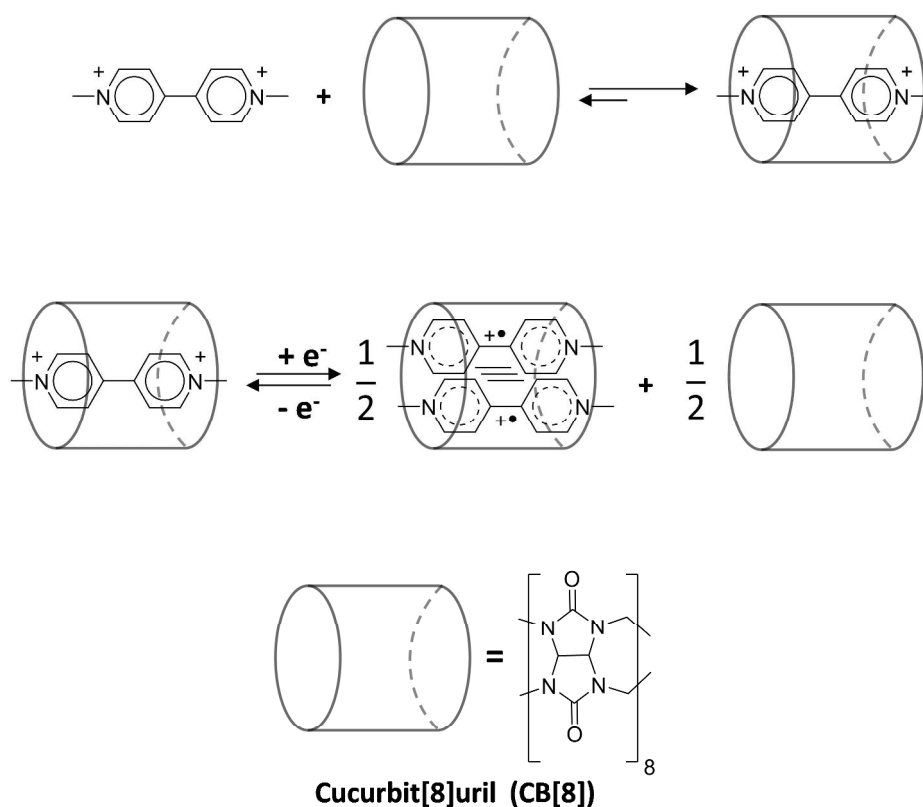 + N N + + + N N +
+ e⁻
- e⁻
1
2
+• N N
N N
+•
+
1
2
+ N N +
=
O
N N
N N
O
8
Cucurbit[8]uril (CB[8])